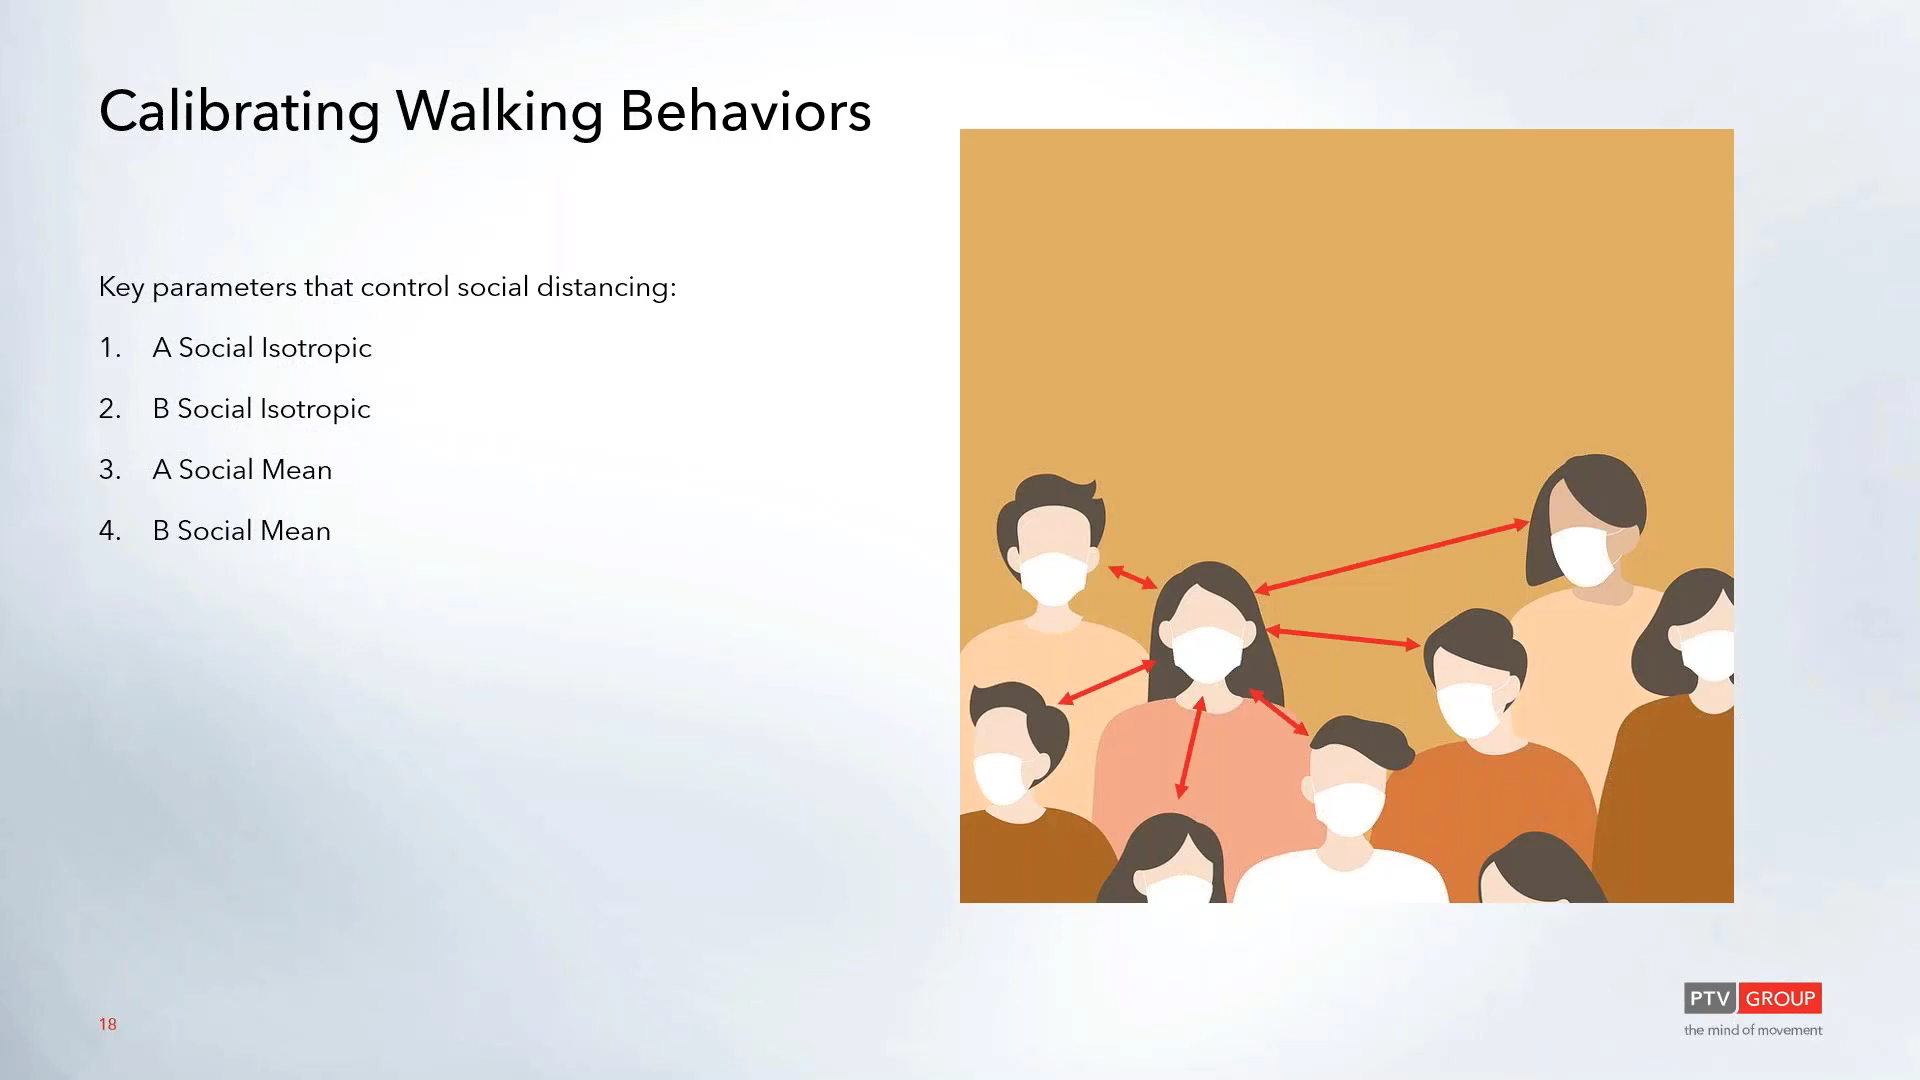 Calibrating Walking Behaviors
Key parameters that control social distancing:
1. A Social Isotropic
2. B Social Isotropic
3. A Social Mean
4. B Social Mean
18
PTV GROUP
the mind of movement